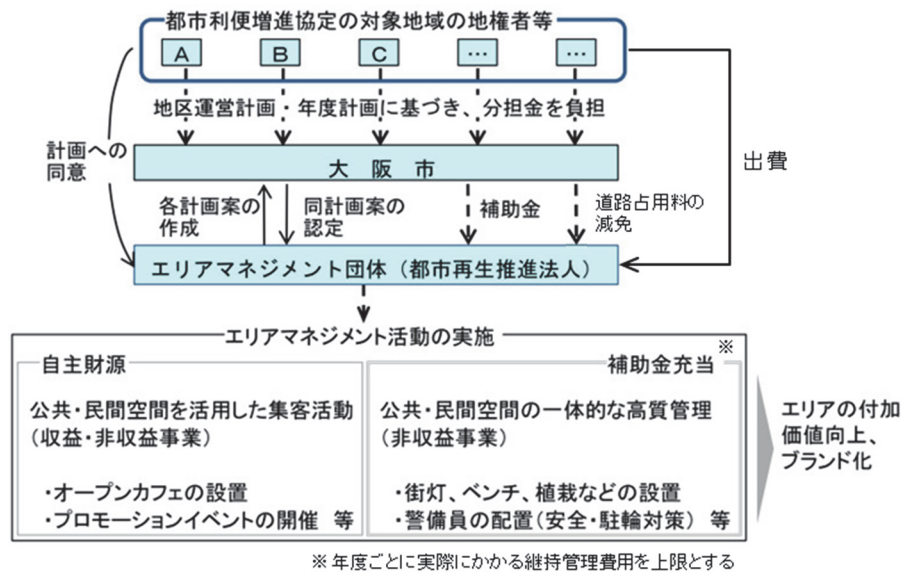 都市利便増進協定の対象地域の地権者等
A B C … …
地区運営計画・年度計画に基づき、分担金を負担
計画への
同意
出費
大 阪 市
各計画案の
作成
同計画案の
認定
補助金
道路占用料の
減免
エリアマネジメント団体（都市再生推進法人）
エリアマネジメント活動の実施
※
自主財源
公共・民間空間を活用した集客活動
（収益・非収益事業）
・オープンカフェの設置
・プロモーションイベントの開催 等
補助金充当
公共・民間空間の一体的な高質管理
（非収益事業）
・街灯、ベンチ、植栽などの設置
・警備員の配置（安全・駐輪対策） 等
エリアの付加
価値向上、
ブランド化
※年度ごとに実際にかかる継持管理費用を上限とする